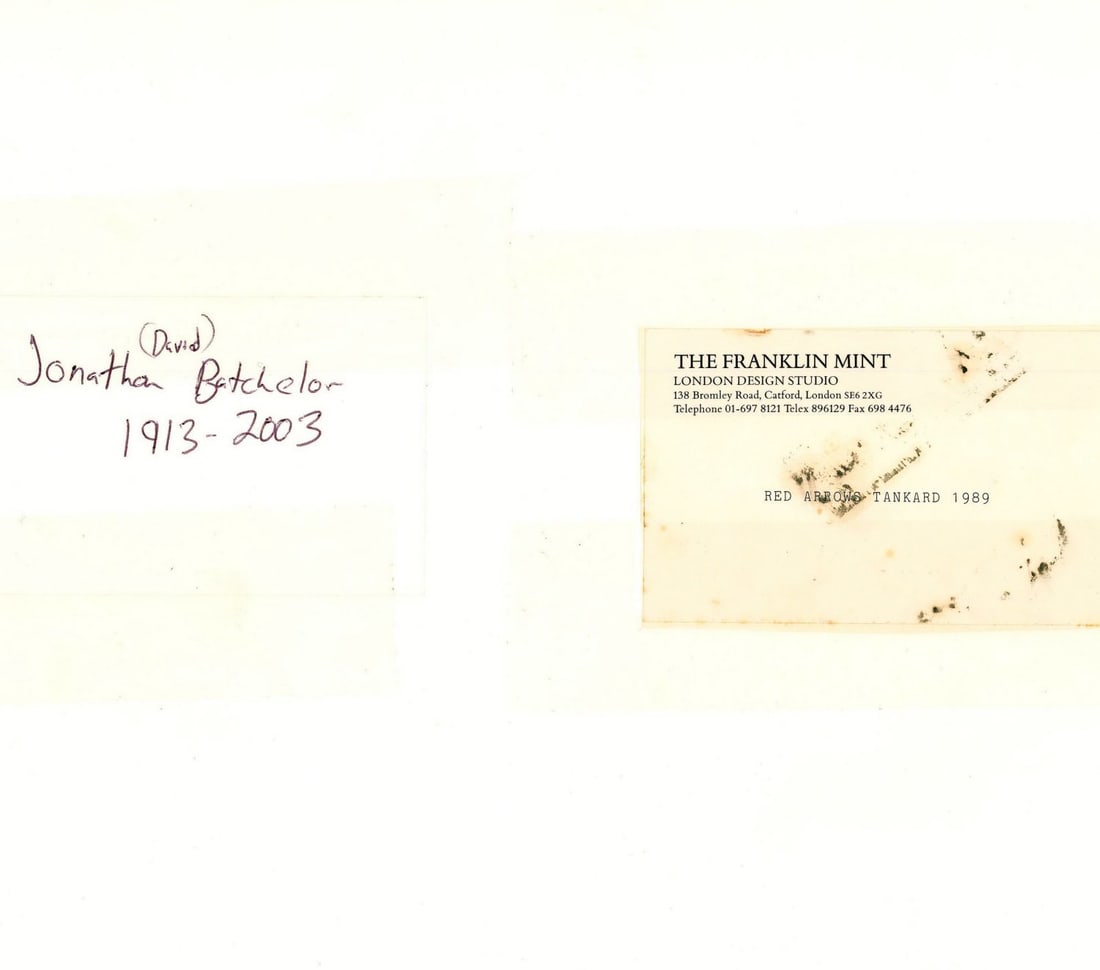 (David)
Jonathan Batchelor
1913-2003
THE FRANKLIN MINT
LONDON DESIGN STUDIO
138 Bromley Road, Catford, London SE6 2XG
Telephone 01-697 8121 Telex 896129 Fax 698 4476
RED ARROWS TANKARD 1989